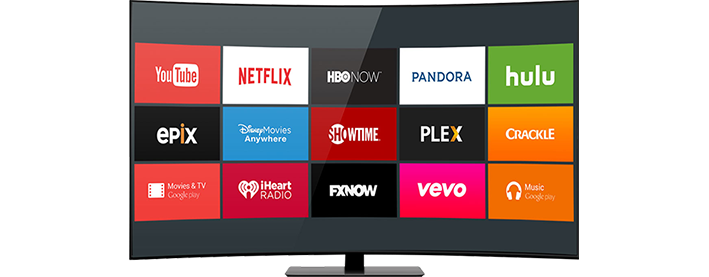 YouTube
NETFLIX
HBO NOW
PANDORA
hulu
epix
Disney Movies
Anywhere
SHOWTIME
PLEX
CRACKLE
Movies & TV
Google play
iHeart
RADIO
FXNOW
vevo
Music
Google play